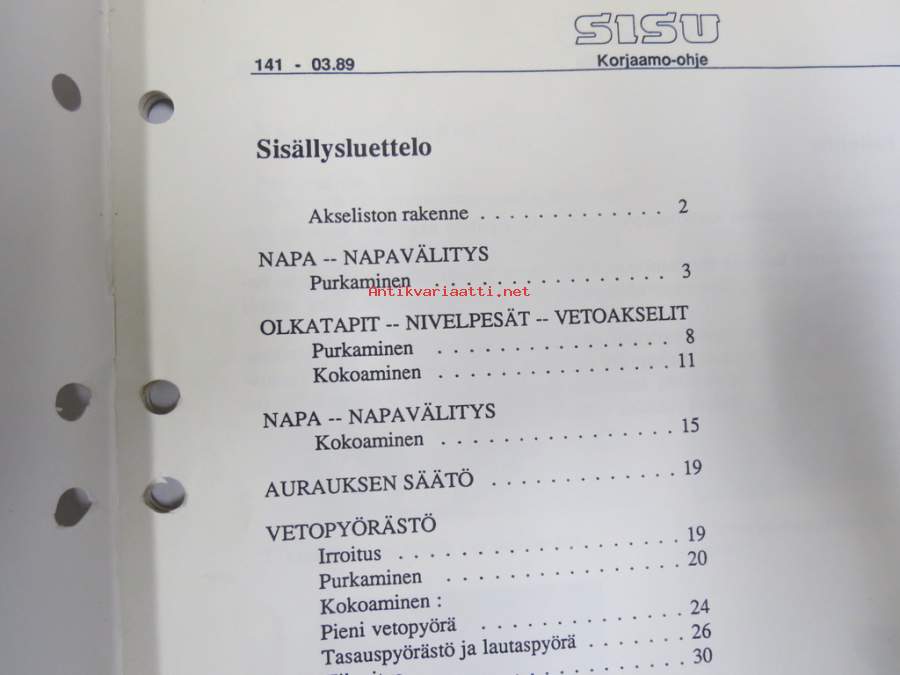 SISU
141 - 03.89 Korjaamo-ohje
Sisällysluettelo
Akseliston rakenne . . . . . . . . . . . . . 2
NAPA -- NAPAVÄLITYS
Purkaminen . . . . . . . . . . . . . . . . 3
Antikvariaatti.net
OLKATAPIT -- NIVELPESÄT -- VETOAKSELIT
Purkaminen . . . . . . . . . . . . . . . . 8
Kokoaminen . . . . . . . . . . . . . . . . 11
NAPA -- NAPAVÄLITYS
Kokoaminen . . . . . . . . . . . . . . . . 15
AURAUKSEN SÄÄTÖ . . . . . . . . . . . 19
VETOPYÖRÄSTÖ
Irroitus . . . . . . . . . . . . . . . . . . . 19
Purkaminen . . . . . . . . . . . . . . . . 20
Kokoaminen :
Pieni vetopyörä . . . . . . . . . . . . . . 24
Tasauspyörästö ja lautaspyörä . . . . . . . 26
30